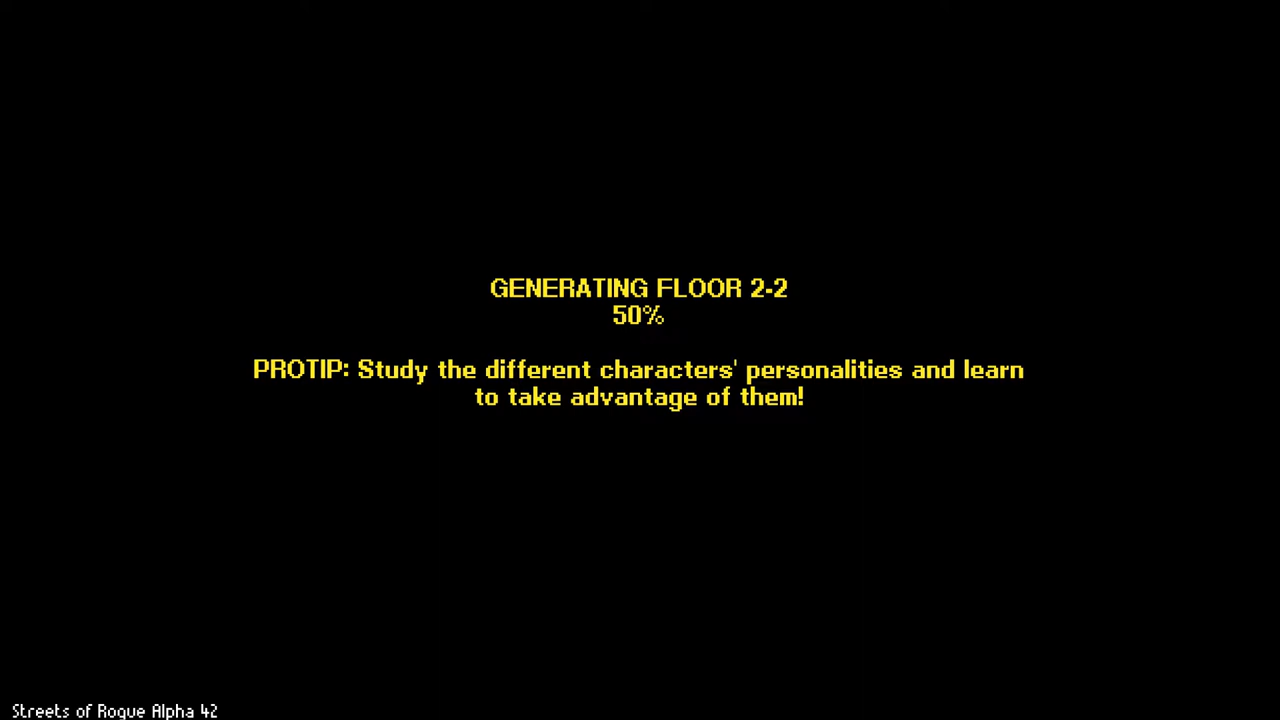 GENERATING FLOOR 2-2
50%
PROTIP: Study the different characters' personalities and learn
to take advantage of them!
Streets of Rogue Alpha 42